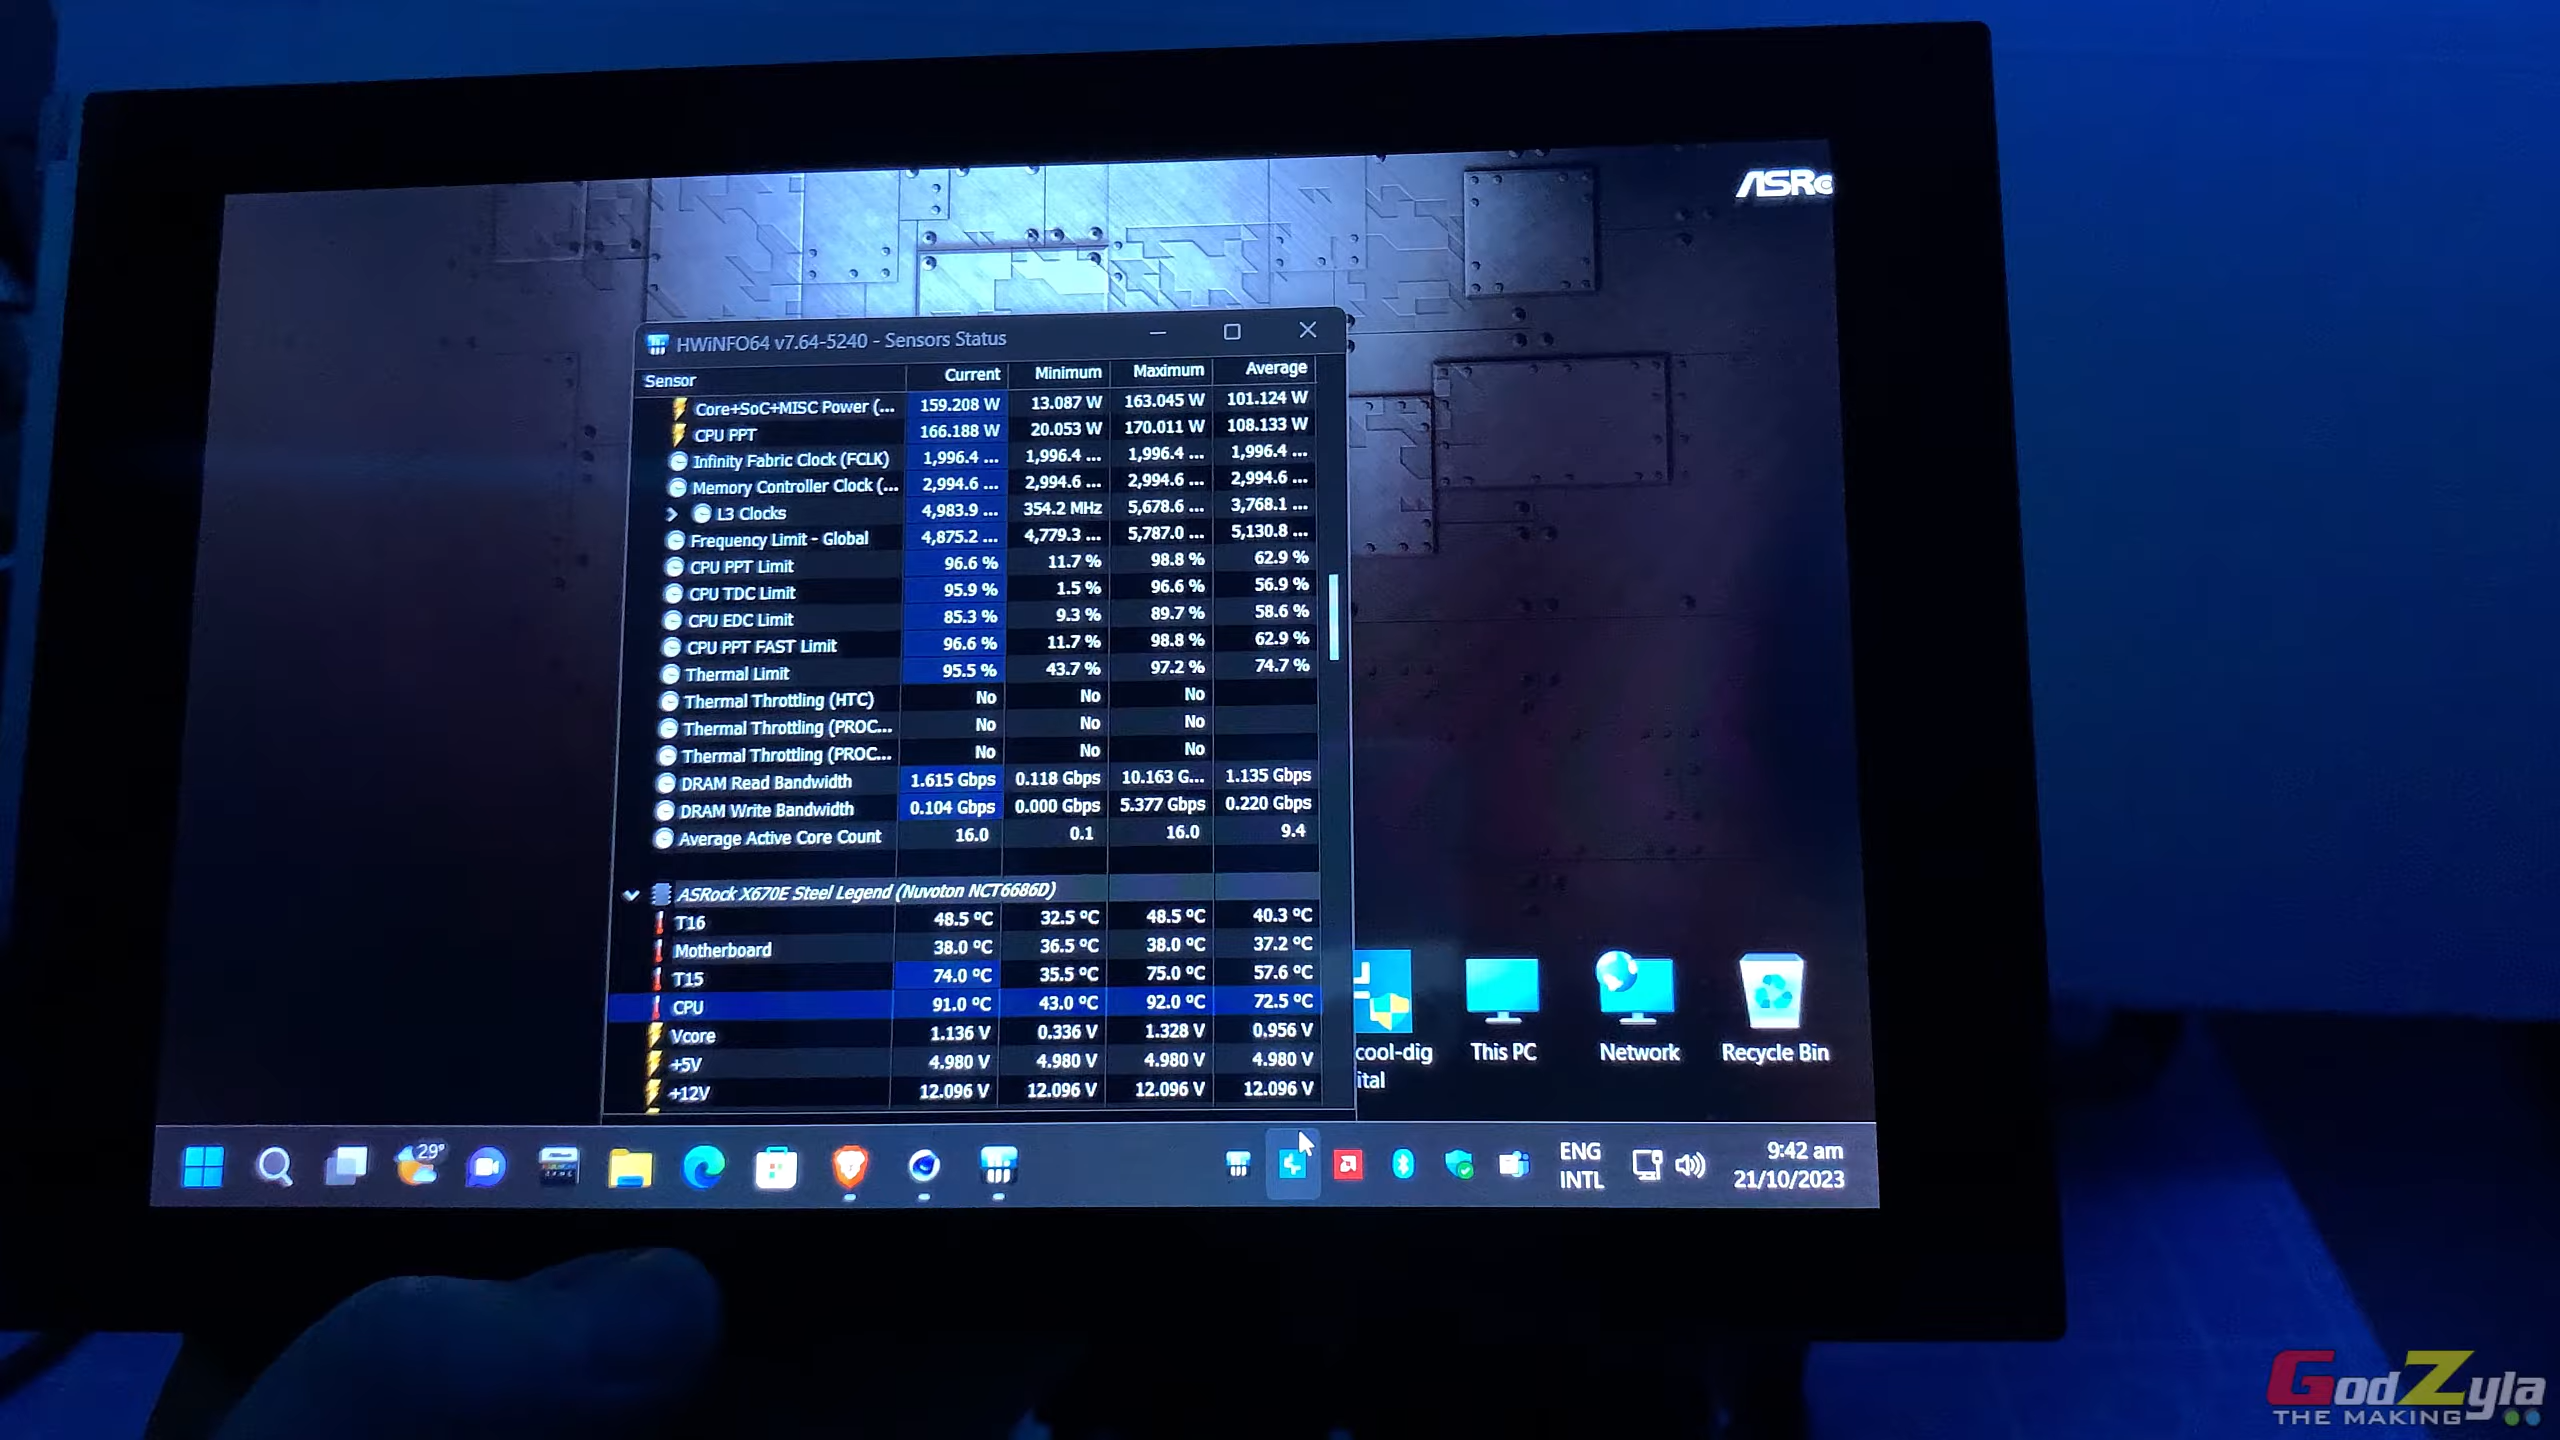 ASRo
HWiNFO64 v7.64-5240 - Sensors Status
Sensor Current Minimum Maximum Average
Core+SoC+MISC Power (... 159.208 W 13.087 W 163.045 W 101.124 W
CPU PPT 166.188 W 20.053 W 170.011 W 108.133 W
Infinity Fabric Clock (FCLK) 1,996.4 ... 1,996.4 ... 1,996.4 ... 1,996.4 ...
Memory Controller Clock (... 2,994.6 ... 2,994.6 ... 2,994.6 ... 2,994.6 ...
L3 Clocks 4,983.9 ... 354.2 MHz 5,678.6 ... 3,768.1 ...
Frequency Limit - Global 4,875.2 ... 4,779.3 ... 5,787.0 ... 5,130.8 ...
CPU PPT Limit 96.6 % 11.7 % 98.8 % 62.9 %
CPU TDC Limit 95.9 % 1.5 % 96.6 % 56.9 %
CPU EDC Limit 85.3 % 9.3 % 89.7 % 58.6 %
CPU PPT FAST Limit 96.6 % 11.7 % 98.8 % 62.9 %
Thermal Limit 95.5 % 43.7 % 97.2 % 74.7 %
Thermal Throttling (HTC) No No No
Thermal Throttling (PROC... No No No
Thermal Throttling (PROC... No No No
DRAM Read Bandwidth 1.615 Gbps 0.118 Gbps 10.163 G... 1.135 Gbps
DRAM Write Bandwidth 0.104 Gbps 0.000 Gbps 5.377 Gbps 0.220 Gbps
Average Active Core Count 16.0 0.1 16.0 9.4
ASRock X670E Steel Legend (Nuvoton NCT6686D)
T16 48.5 °C 32.5 °C 48.5 °C 40.3 °C
Motherboard 38.0 °C 36.5 °C 38.0 °C 37.2 °C
T15 74.0 °C 35.5 °C 75.0 °C 57.6 °C
CPU 91.0 °C 43.0 °C 92.0 °C 72.5 °C
Vcore 1.136 V 0.336 V 1.328 V 0.956 V
+5V 4.980 V 4.980 V 4.980 V 4.980 V
+12V 12.096 V 12.096 V 12.096 V 12.096 V
cool-dig
ital
This PC
Network
Recycle Bin
29°
ENG
INTL
9:42 am
21/10/2023
GodZyla
THE MAKING